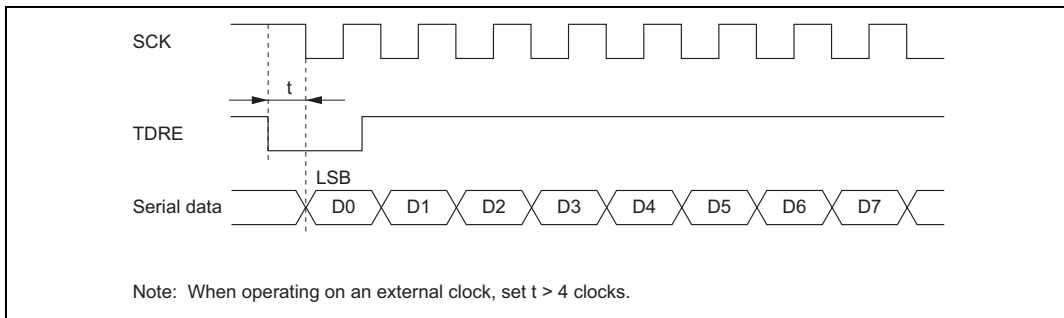 SCK
t
TDRE
LSB
Serial data D0 D1 D2 D3 D4 D5 D6 D7
Note: When operating on an external clock, set t > 4 clocks.